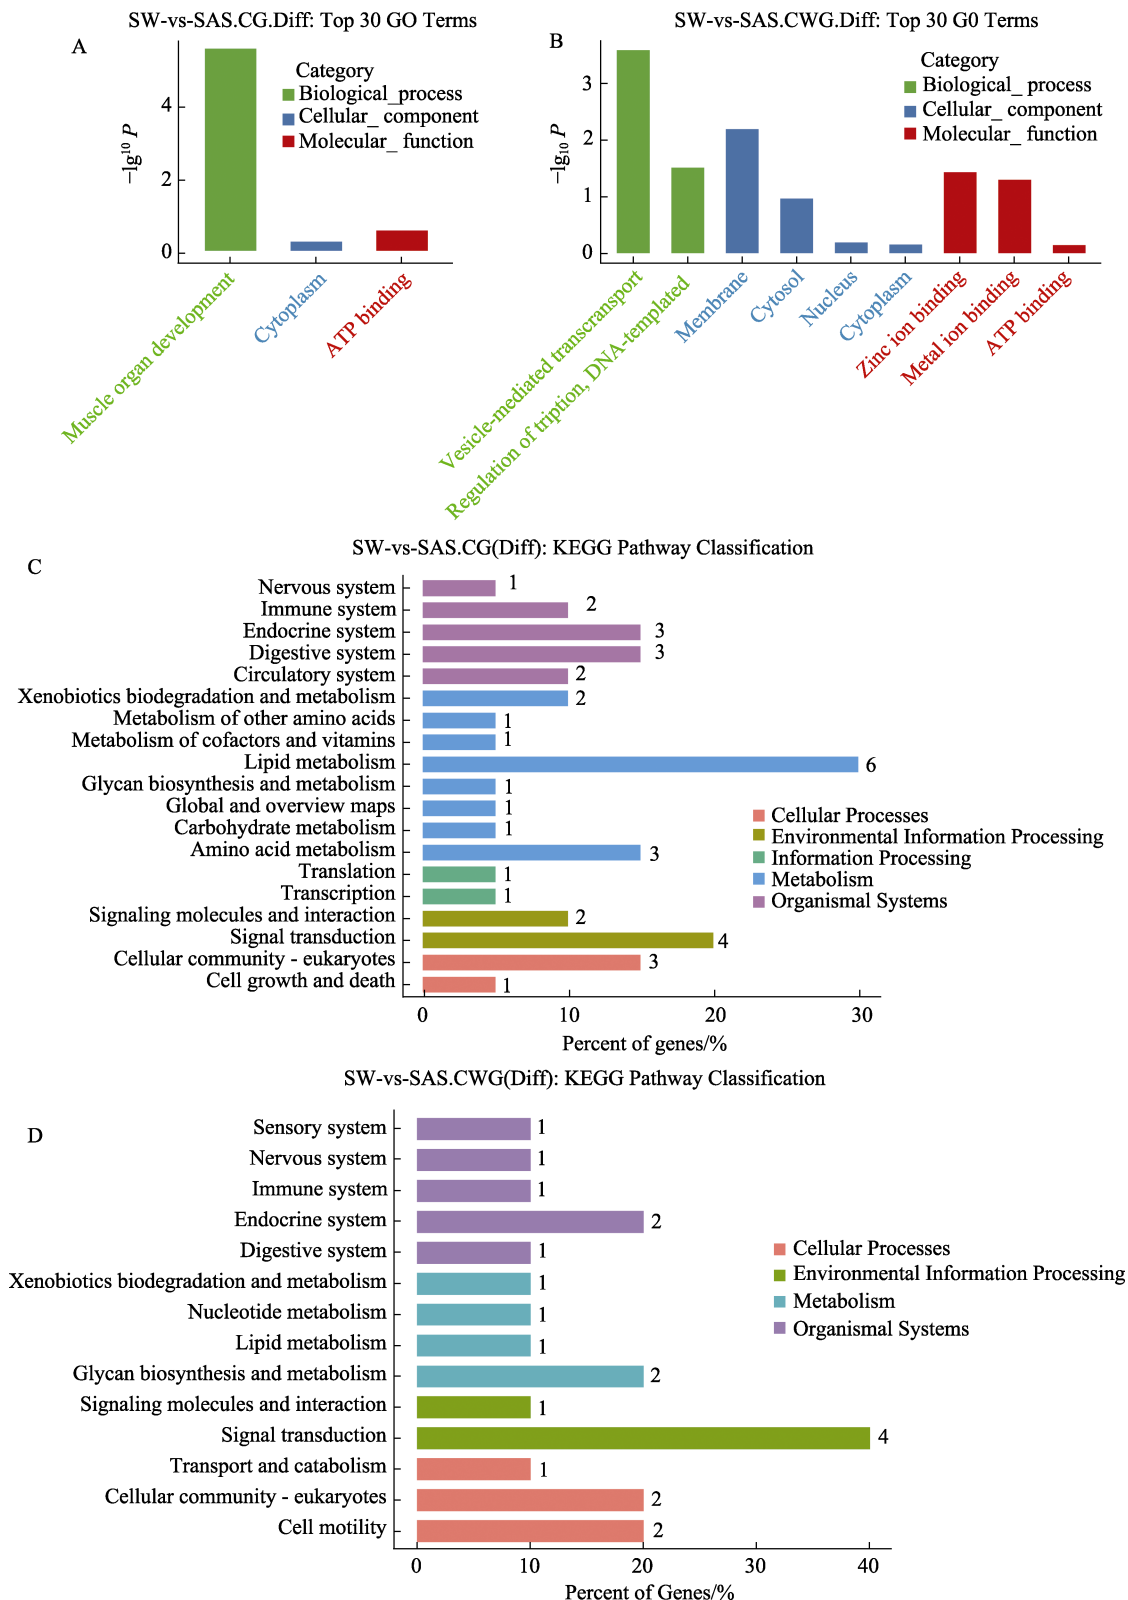 SW-vs-SAS.CG.Diff: Top 30 GO Terms
A
Category
Biological_process
Cellular_ component
Molecular_ function
−lg10 P
4
2
0
Muscle organ development
Cytoplasm
ATP binding
SW-vs-SAS.CWG.Diff: Top 30 G0 Terms
B
Category
Biological_ process
Cellular_ component
Molecular_ function
−lg10 P
3
2
1
0
Vesicle-mediated transcransport
Regulation of tription, DNA-templated
Membrane
Cytosol
Nucleus
Cytoplasm
Zinc ion binding
Metal ion binding
ATP binding
SW-vs-SAS.CG(Diff): KEGG Pathway Classification
C
Nervous system 1
Immune system 2
Endocrine system 3
Digestive system 3
Circulatory system 2
Xenobiotics biodegradation and metabolism 2
Metabolism of other amino acids 1
Metabolism of cofactors and vitamins 1
Lipid metabolism 6
Glycan biosynthesis and metabolism 1
Global and overview maps 1
Carbohydrate metabolism 1
Amino acid metabolism 3
Translation 1
Transcription 1
Signaling molecules and interaction 2
Signal transduction 4
Cellular community - eukaryotes 3
Cell growth and death 1
Cellular Processes
Environmental Information Processing
Information Processing
Metabolism
Organismal Systems
0 10 20 30
Percent of genes/%
SW-vs-SAS.CWG(Diff): KEGG Pathway Classification
D
Sensory system 1
Nervous system 1
Immune system 1
Endocrine system 2
Digestive system 1
Xenobiotics biodegradation and metabolism 1
Nucleotide metabolism 1
Lipid metabolism 1
Glycan biosynthesis and metabolism 2
Signaling molecules and interaction 1
Signal transduction 4
Transport and catabolism 1
Cellular community - eukaryotes 2
Cell motility 2
Cellular Processes
Environmental Information Processing
Metabolism
Organismal Systems
0 10 20 30 40
Percent of Genes/%